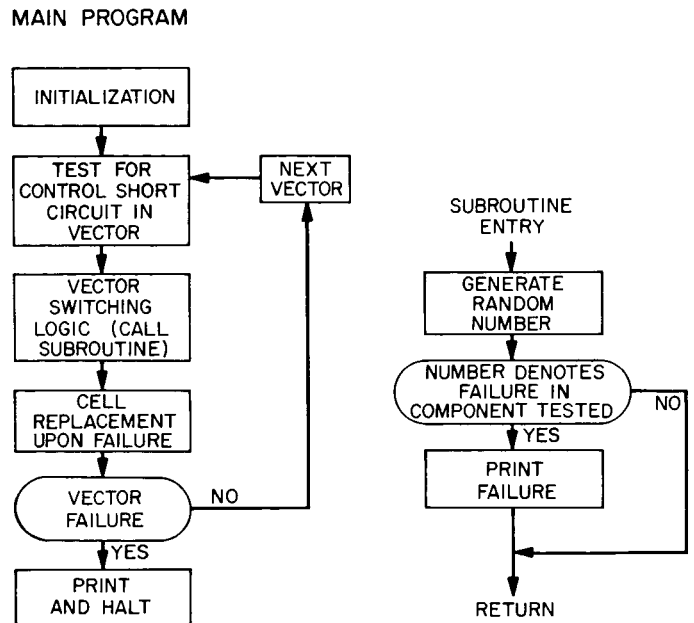 MAIN PROGRAM
INITIALIZATION
TEST FOR
CONTROL SHORT
CIRCUIT IN
VECTOR
NEXT
VECTOR
VECTOR
SWITCHING
LOGIC (CALL
SUBROUTINE)
CELL
REPLACEMENT
UPON FAILURE
VECTOR
FAILURE
NO
YES
PRINT
AND HALT
SUBROUTINE
ENTRY
GENERATE
RANDOM
NUMBER
NUMBER DENOTES
FAILURE IN
COMPONENT TESTED
NO
YES
PRINT
FAILURE
RETURN